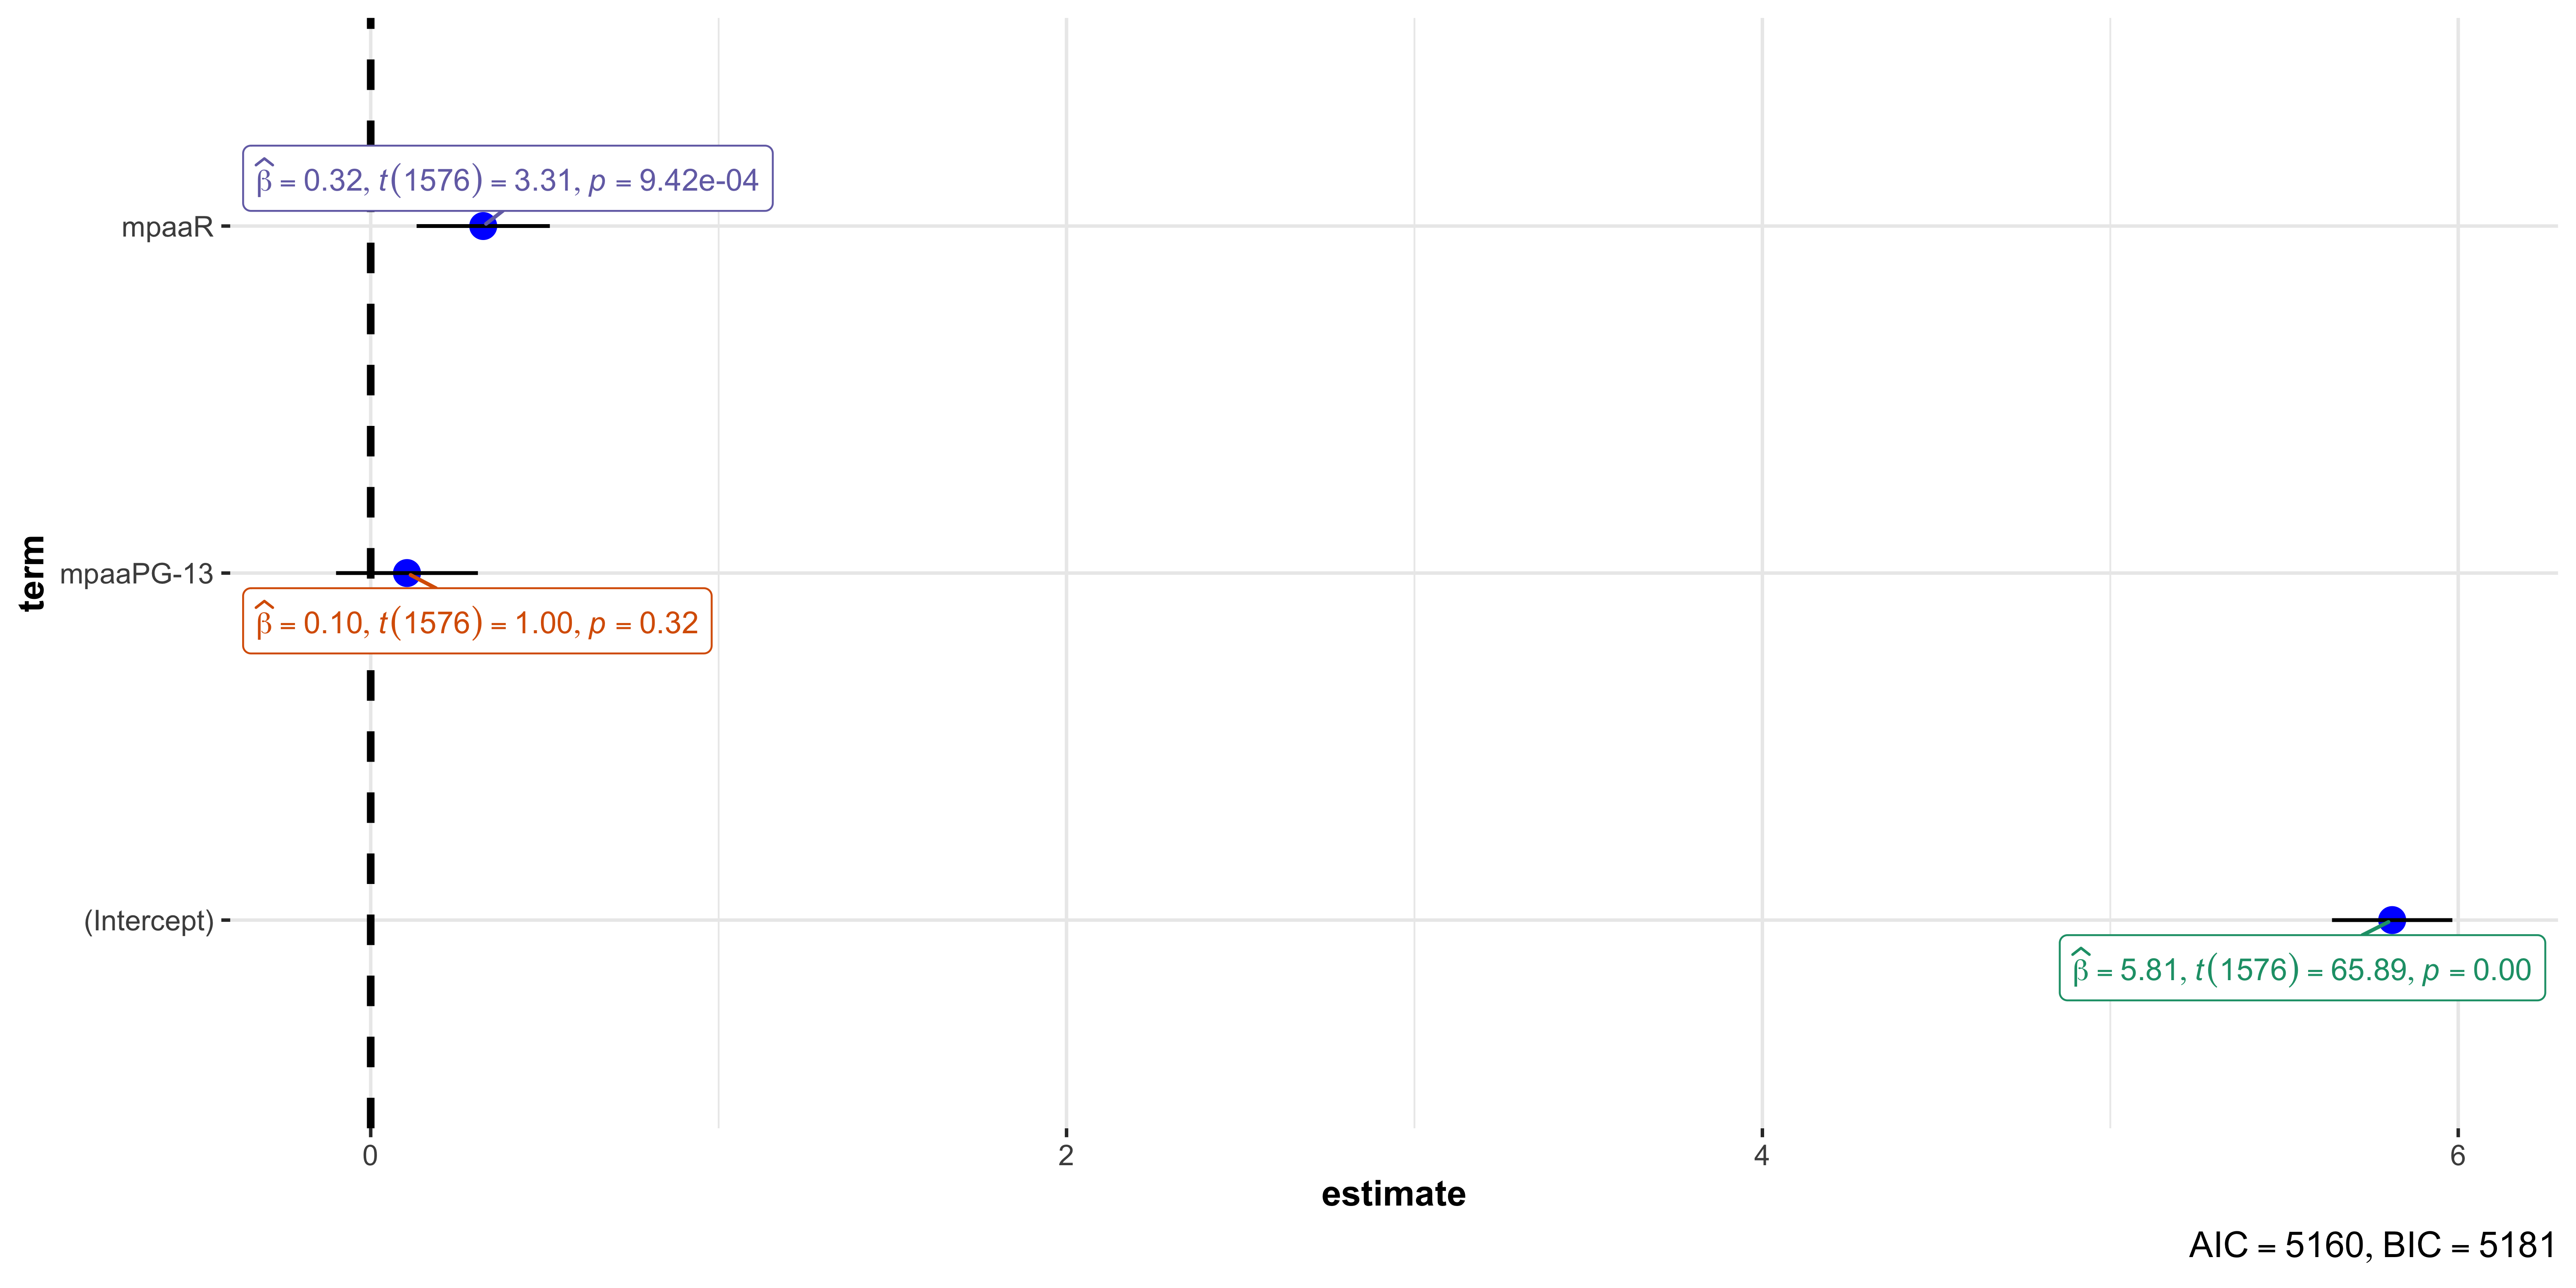 β̂ = 0.32, t(1576) = 3.31, p = 9.42e-04
mpaaR
term
mpaaPG-13
β̂ = 0.10, t(1576) = 1.00, p = 0.32
(Intercept)
β̂ = 5.81, t(1576) = 65.89, p = 0.00
0 2 4 6
estimate
AIC = 5160, BIC = 5181